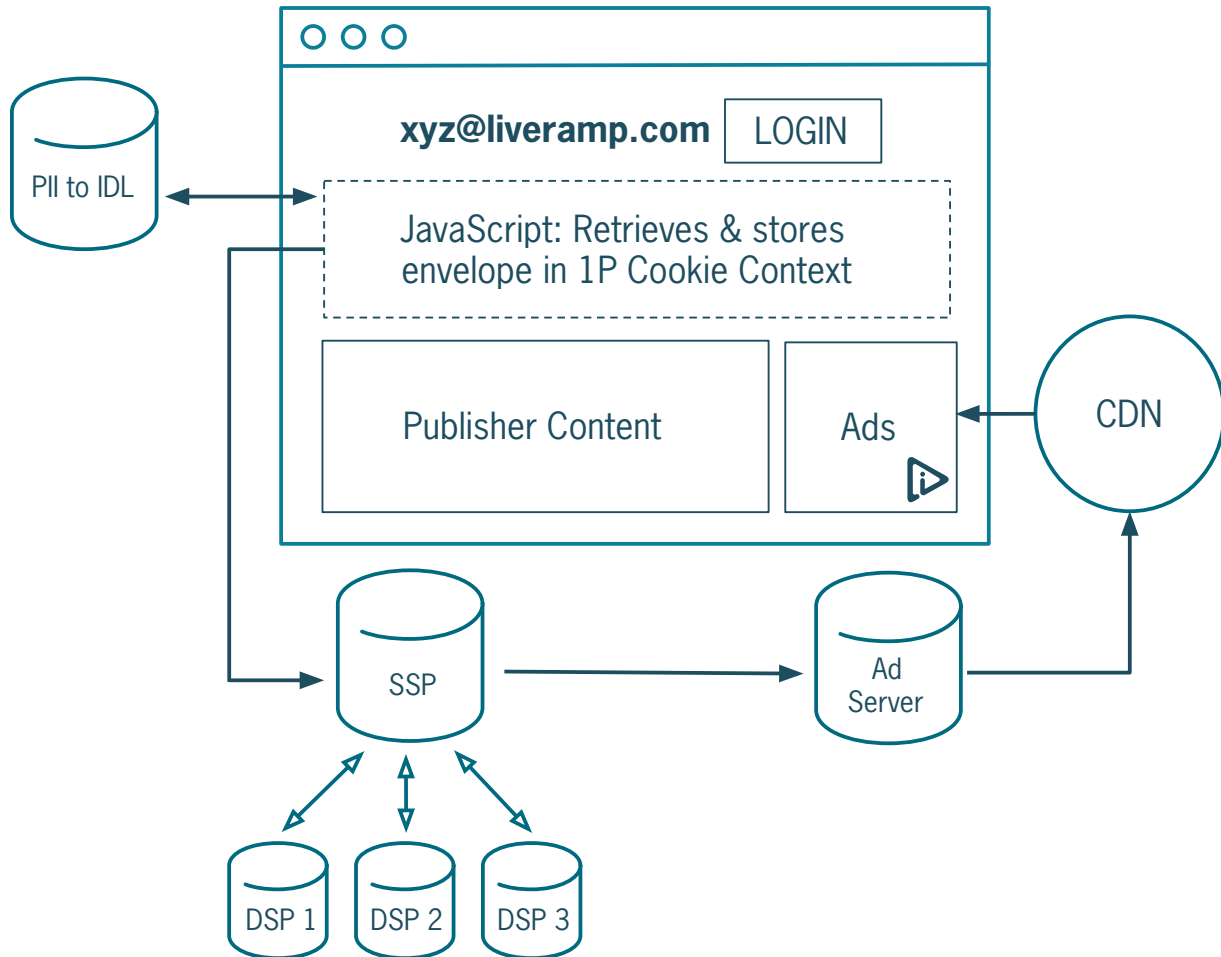 xyz@liveramp.com
LOGIN
PII to IDL
JavaScript: Retrieves & stores
envelope in 1P Cookie Context
Publisher Content
Ads
i
CDN
SSP
Ad
Server
DSP 1
DSP 2
DSP 3